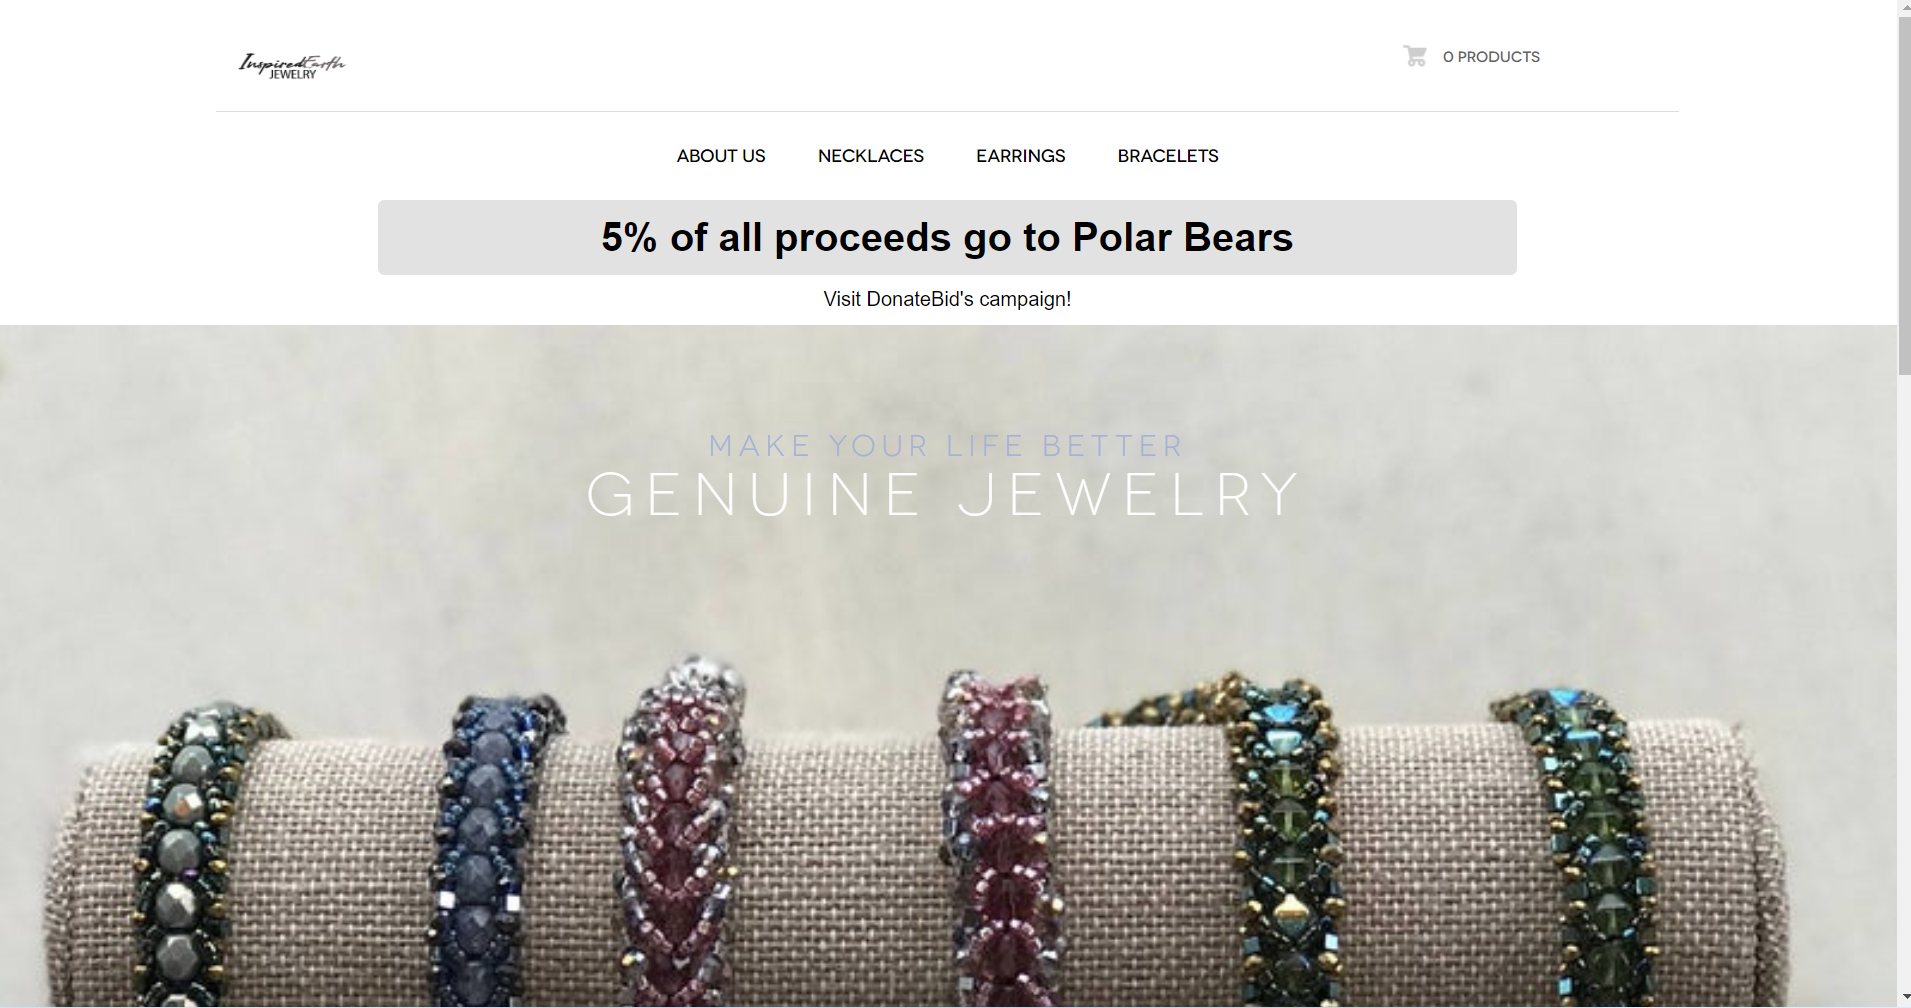 InspiredEarth
JEWELRY
0 PRODUCTS
ABOUT US NECKLACES EARRINGS BRACELETS
5% of all proceeds go to Polar Bears
Visit DonateBid's campaign!
MAKE YOUR LIFE BETTER
GENUINE JEWELRY